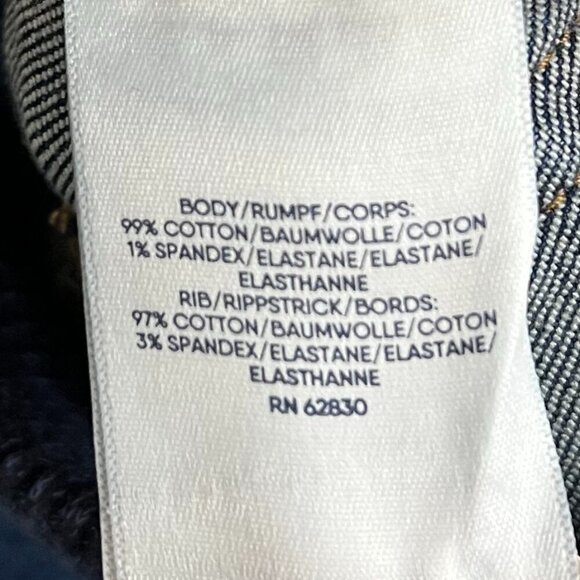 BODY/RUMPF/CORPS:
99% COTTON/BAUMWOLLE/COTON
1% SPANDEX/ELASTANE/ELASTANE/
ELASTHANNE
RIB/RIPPSTRICK/BORDS:
97% COTTON/BAUMWOLLE/COTON
3% SPANDEX/ELASTANE/ELASTANE/
ELASTHANNE
RN 62830